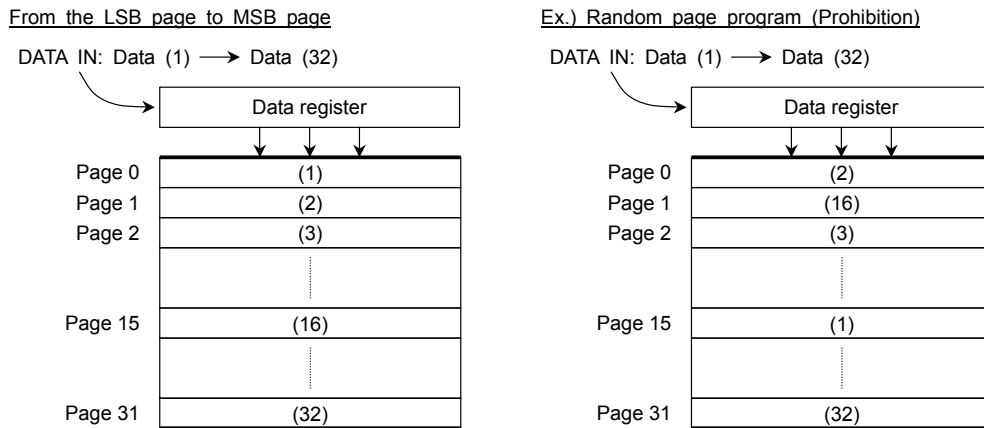 From the LSB page to MSB page
DATA IN: Data (1) → Data (32)
Data register
Page 0 (1)
Page 1 (2)
Page 2 (3)
Page 15 (16)
Page 31 (32)
Ex.) Random page program (Prohibition)
DATA IN: Data (1) → Data (32)
Data register
Page 0 (2)
Page 1 (16)
Page 2 (3)
Page 15 (1)
Page 31 (32)